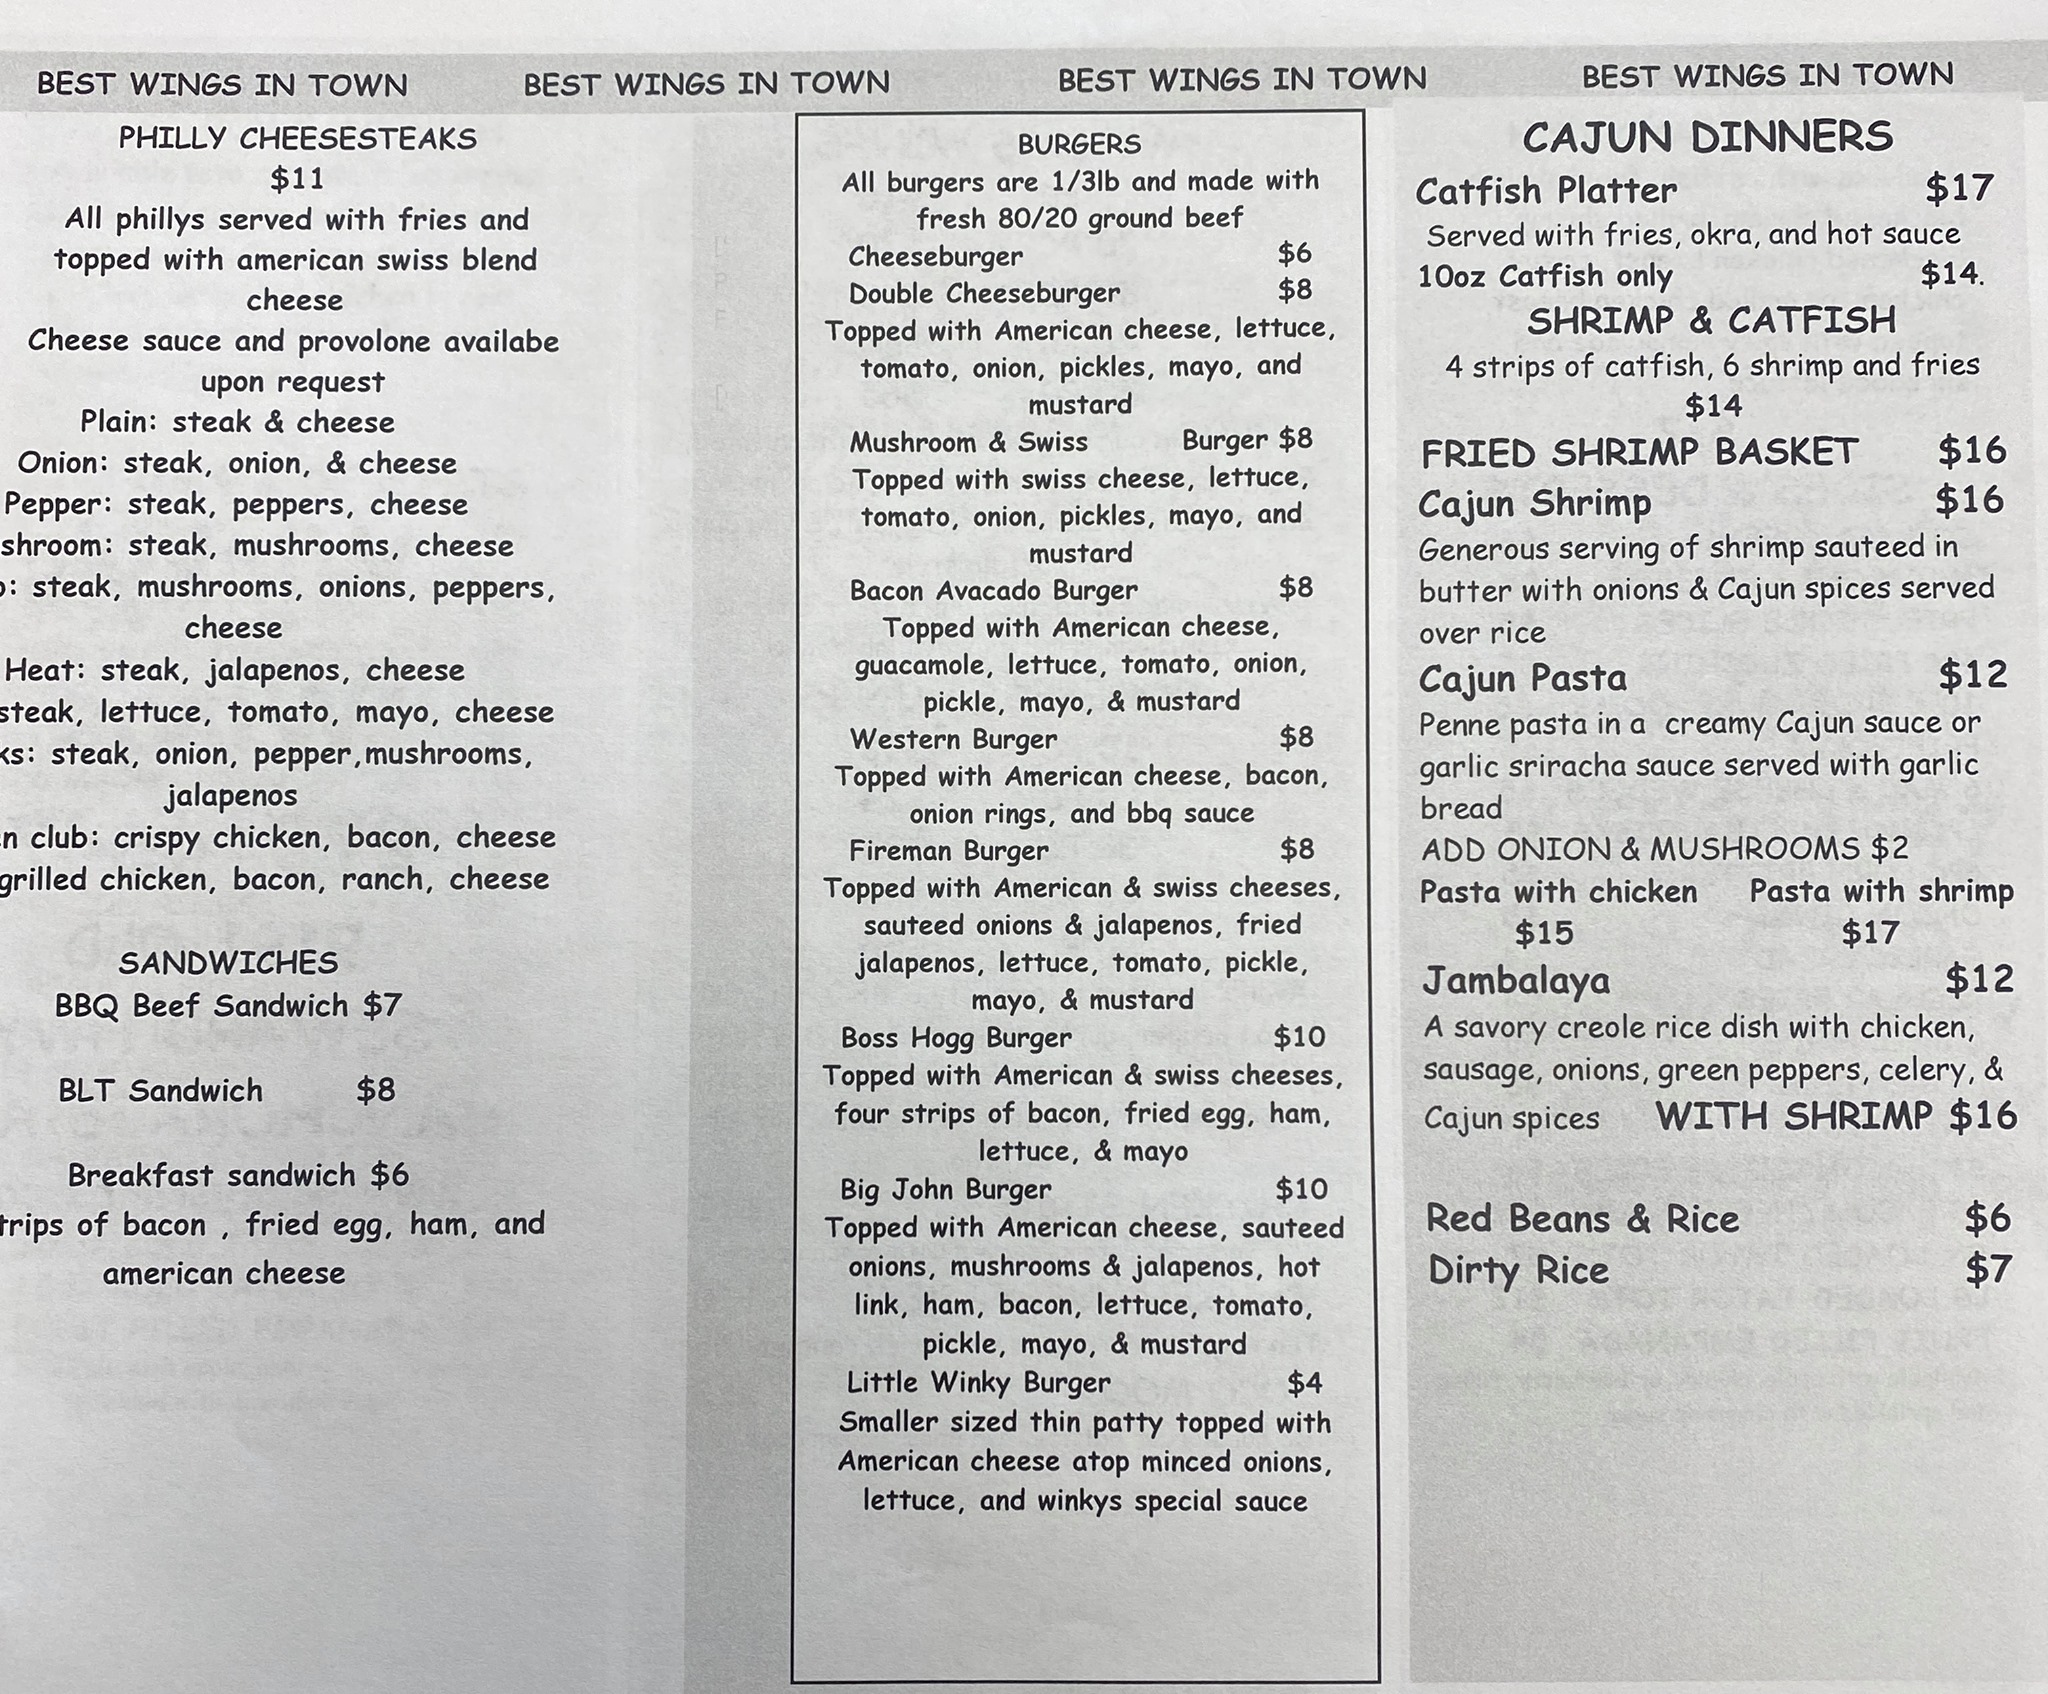 BEST WINGS IN TOWN BEST WINGS IN TOWN BEST WINGS IN TOWN BEST WINGS IN TOWN
PHILLY CHEESESTEAKS
$11
All phillys served with fries and
topped with american swiss blend
cheese
Cheese sauce and provolone availabe
upon request
Plain: steak & cheese
Onion: steak, onion, & cheese
Pepper: steak, peppers, cheese
shroom: steak, mushrooms, cheese
: steak, mushrooms, onions, peppers,
cheese
Heat: steak, jalapenos, cheese
steak, lettuce, tomato, mayo, cheese
ks: steak, onion, pepper,mushrooms,
jalapenos
n club: crispy chicken, bacon, cheese
grilled chicken, bacon, ranch, cheese
SANDWICHES
BBQ Beef Sandwich $7
BLT Sandwich $8
Breakfast sandwich $6
trips of bacon , fried egg, ham, and
american cheese
BURGERS
All burgers are 1/3lb and made with
fresh 80/20 ground beef
Cheeseburger $6
Double Cheeseburger $8
Topped with American cheese, lettuce,
tomato, onion, pickles, mayo, and
mustard
Mushroom & Swiss Burger $8
Topped with swiss cheese, lettuce,
tomato, onion, pickles, mayo, and
mustard
Bacon Avacado Burger $8
Topped with American cheese,
guacamole, lettuce, tomato, onion,
pickle, mayo, & mustard
Western Burger $8
Topped with American cheese, bacon,
onion rings, and bbq sauce
Fireman Burger $8
Topped with American & swiss cheeses,
sauteed onions & jalapenos, fried
jalapenos, lettuce, tomato, pickle,
mayo, & mustard
Boss Hogg Burger $10
Topped with American & swiss cheeses,
four strips of bacon, fried egg, ham,
lettuce, & mayo
Big John Burger $10
Topped with American cheese, sauteed
onions, mushrooms & jalapenos, hot
link, ham, bacon, lettuce, tomato,
pickle, mayo, & mustard
Little Winky Burger $4
Smaller sized thin patty topped with
American cheese atop minced onions,
lettuce, and winkys special sauce
CAJUN DINNERS
Catfish Platter $17
Served with fries, okra, and hot sauce
10oz Catfish only $14.
SHRIMP & CATFISH
4 strips of catfish, 6 shrimp and fries
$14
FRIED SHRIMP BASKET $16
Cajun Shrimp $16
Generous serving of shrimp sauteed in
butter with onions & Cajun spices served
over rice
Cajun Pasta $12
Penne pasta in a creamy Cajun sauce or
garlic sriracha sauce served with garlic
bread
ADD ONION & MUSHROOMS $2
Pasta with chicken Pasta with shrimp
$15 $17
Jambalaya $12
A savory creole rice dish with chicken,
sausage, onions, green peppers, celery, &
Cajun spices WITH SHRIMP $16
Red Beans & Rice $6
Dirty Rice $7